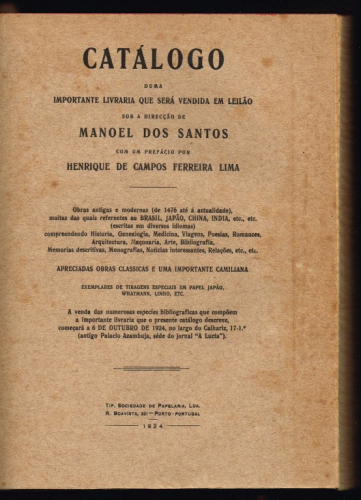 CATÁLOGO
DUMA
IMPORTANTE LIVRARIA QUE SERÁ VENDIDA EM LEILÃO
SOB A DIRECÇÃO DE
MANOEL DOS SANTOS
COM UM PREFÁCIO POR
HENRIQUE DE CAMPOS FERREIRA LIMA
Obras antigas e modernas (de 1476 até á actualidade),
muitas das quais referentes ao BRASIL, JAPÃO, CHINA, INDIA, etc., etc.
(escritas em diversos idiomas)
compreendendo Historia, Genealogia, Medicina, Viagens, Poesias, Romances,
Arquitectura, Maçonaria, Arte, Bibliografia,
Memorias descritivas, Monografias, Noticias interessantes, Relações, etc., etc.
APRECIADAS OBRAS CLASSICAS E UMA IMPORTANTE CAMILIANA
EXEMPLARES DE TIRAGENS ESPECIAIS EM PAPEL JAPÃO,
WHATMANN, LINHO, ETC.
A venda das numerosas especies bibliograficas que compõem
a importante livraria que o presente catálogo descreve,
começará a 6 DE OUTUBRO DE 1924, no largo do Calhariz, 17-1.º
(antigo Palacio Azambuja, séde do jornal "A Lucta").
TIP. SOCIEDADE DE PAPELARIA, LDA.
R. BOAVISTA, 321 — PORTO-PORTUGAL
1924